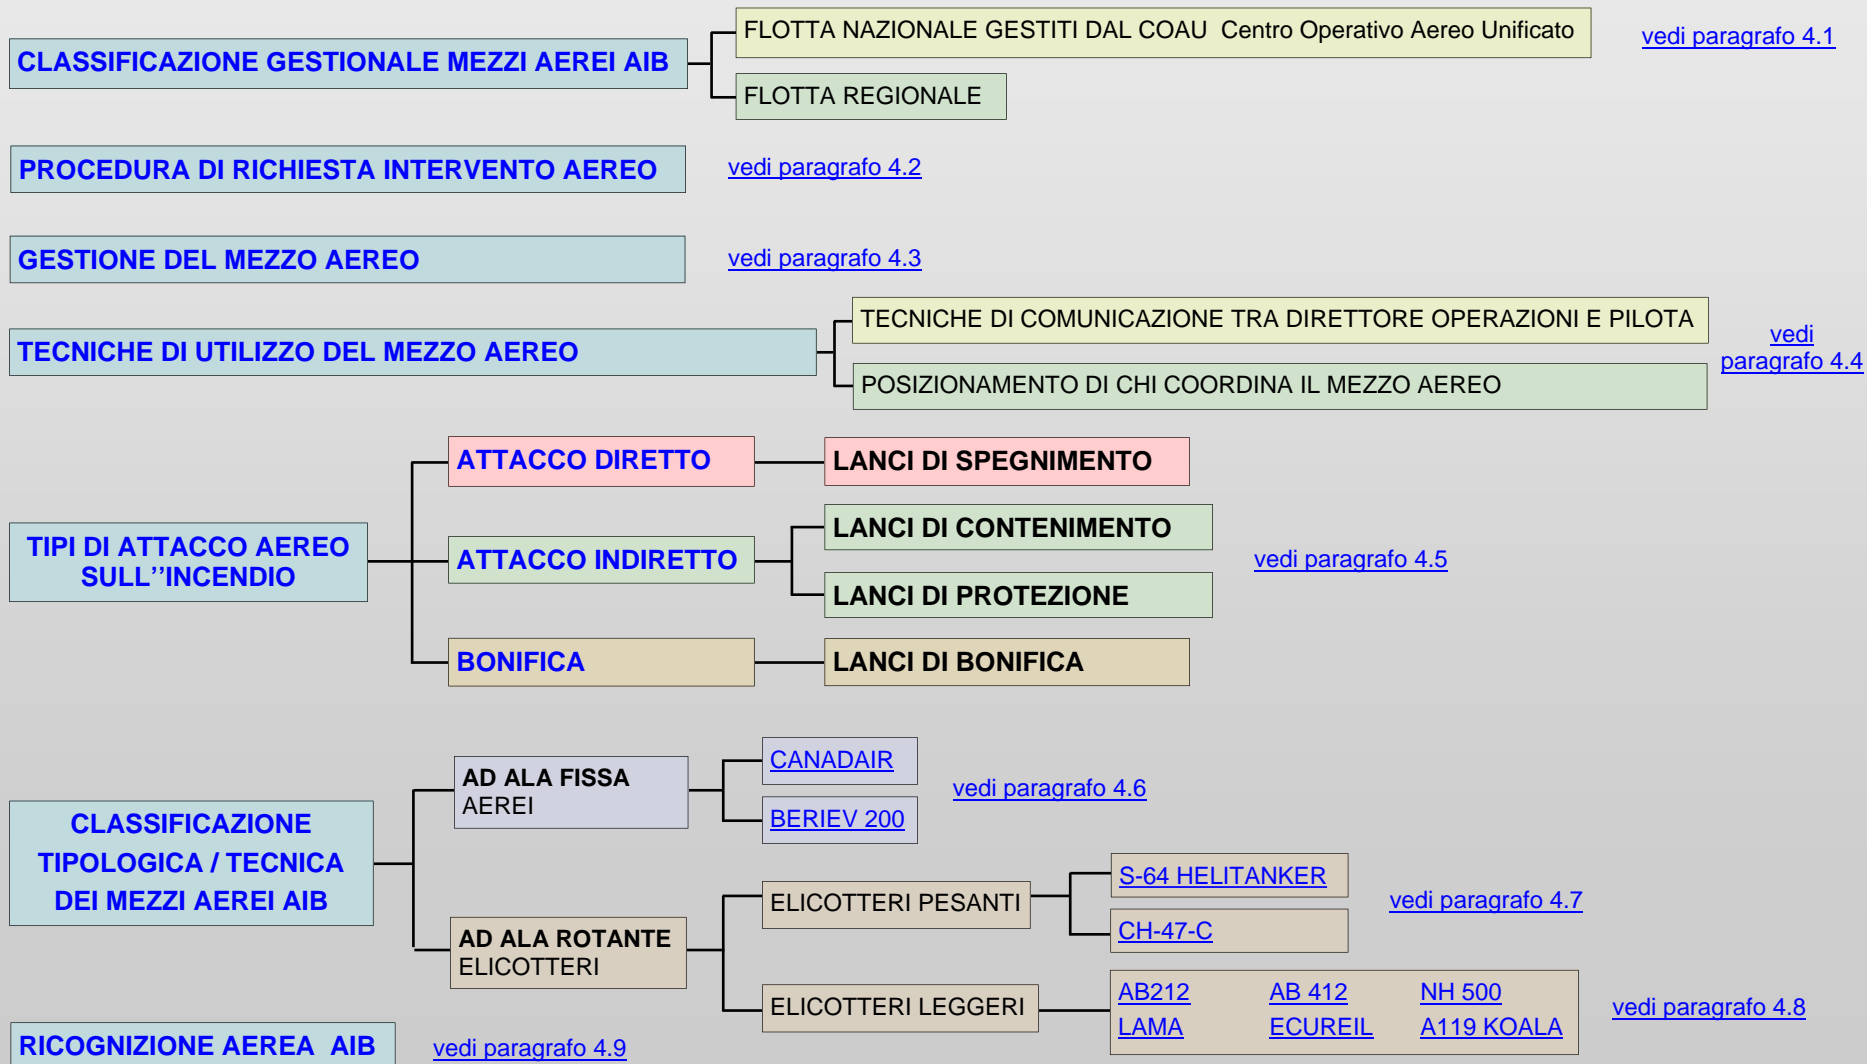 CLASSIFICAZIONE GESTIONALE MEZZI AEREI AIB
FLOTTA NAZIONALE GESTITI DAL COAU  Centro Operativo Aereo Unificato
vedi paragrafo 4.1
FLOTTA REGIONALE
PROCEDURA DI RICHIESTA INTERVENTO AEREO
vedi paragrafo 4.2
GESTIONE DEL MEZZO AEREO
vedi paragrafo 4.3
TECNICHE DI UTILIZZO DEL MEZZO AEREO
TECNICHE DI COMUNICAZIONE TRA DIRETTORE OPERAZIONI E PILOTA
POSIZIONAMENTO DI CHI COORDINA IL MEZZO AEREO
vedi
paragrafo 4.4
TIPI DI ATTACCO AEREO
SULL''INCENDIO
ATTACCO DIRETTO
LANCI DI SPEGNIMENTO
ATTACCO INDIRETTO
LANCI DI CONTENIMENTO
LANCI DI PROTEZIONE
vedi paragrafo 4.5
BONIFICA
LANCI DI BONIFICA
CLASSIFICAZIONE
TIPOLOGICA / TECNICA
DEI MEZZI AEREI AIB
AD ALA FISSA
AEREI
CANADAIR
BERIEV 200
vedi paragrafo 4.6
AD ALA ROTANTE
ELICOTTERI
ELICOTTERI PESANTI
S-64 HELITANKER
CH-47-C
vedi paragrafo 4.7
ELICOTTERI LEGGERI
AB212 AB 412 NH 500
LAMA ECUREIL A119 KOALA
vedi paragrafo 4.8
RICOGNIZIONE AEREA  AIB
vedi paragrafo 4.9